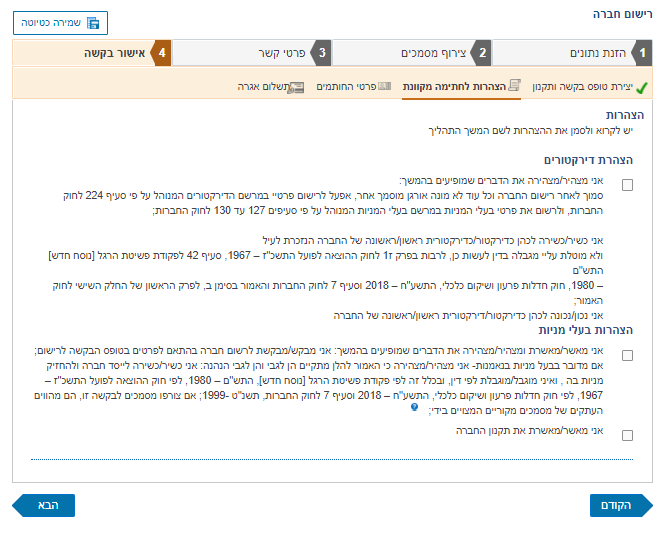 רישום חברה
שמירה כטיוטה
1 הזנת נתונים
2 צירוף מסמכים
3 פרטי קשר
4 אישור בקשה
יצירת טופס בקשה ותקנון
הצהרות לחתימה מקוונת
פרטי החותמים
תשלום אגרה
הצהרות
יש לקרוא ולסמן את ההצהרות לשם המשך התהליך
הצהרת דירקטורים
אני מצהיר/מצהירה את הדברים שמופיעים בהמשך:
סמוך לאחר רישום החברה וכל עוד לא מונה אורגן מוסמך אחר, אפעל לרישום פרטיי במרשם הדירקטורים המנוהל על פי סעיף 224 לחוק
החברות, ולרשום את פרטי בעלי המניות במרשם בעלי המניות המנוהל על פי סעיפים 127 עד 130 לחוק החברות;
אני כשיר/כשירה לכהן כדירקטור/כדירקטורית ראשון/ראשונה של החברה הנזכרת לעיל
ולא מוטלת עליי מגבלה בדין לעשות כן, לרבות בפרק ז1 לחוק ההוצאה לפועל התשכ"ז – 1967, סעיף 42 לפקודת פשיטת הרגל [נוסח חדש]
התש"ם
– 1980, חוק חדלות פרעון ושיקום כלכלי, התשע"ח – 2018 וסעיף 7 לחוק החברות והאמור בסימן ב, לפרק הראשון של החלק השישי לחוק
האמור;
אני נכון/נכונה לכהן כדירקטור/דירקטורית ראשון/ראשונה של החברה
הצהרות בעלי מניות
אני מאשר/מאשרת ומצהיר/מצהירה את הדברים שמופיעים בהמשך: אני מבקש/מבקשת לרשום חברה בהתאם לפרטים בטופס הבקשה לרישום;
אם מדובר בבעל מניות בנאמנות- אני מצהיר/מצהירה כי האמור להלן מתקיים הן לגבי והן לגבי הנהנה: אני כשיר/כשירה לייסד חברה ולהחזיק
מניות בה , ואיני מוגבל/מוגבלת לפי דין, ובכלל זה לפי פקודת פשיטת הרגל [נוסח חדש], התש"ם – 1980, לפי חוק ההוצאה לפועל התשכ"ז –
1967, לפי חוק חדלות פרעון ושיקום כלכלי, התשע"ח – 2018 וסעיף 7 לחוק החברות, תשנ"ט -1999; אם צורפו מסמכים לבקשה זו, הם מהווים
העתקים של מסמכים מקוריים המצויים בידי;
אני מאשר/מאשרת את תקנון החברה
הקודם
הבא